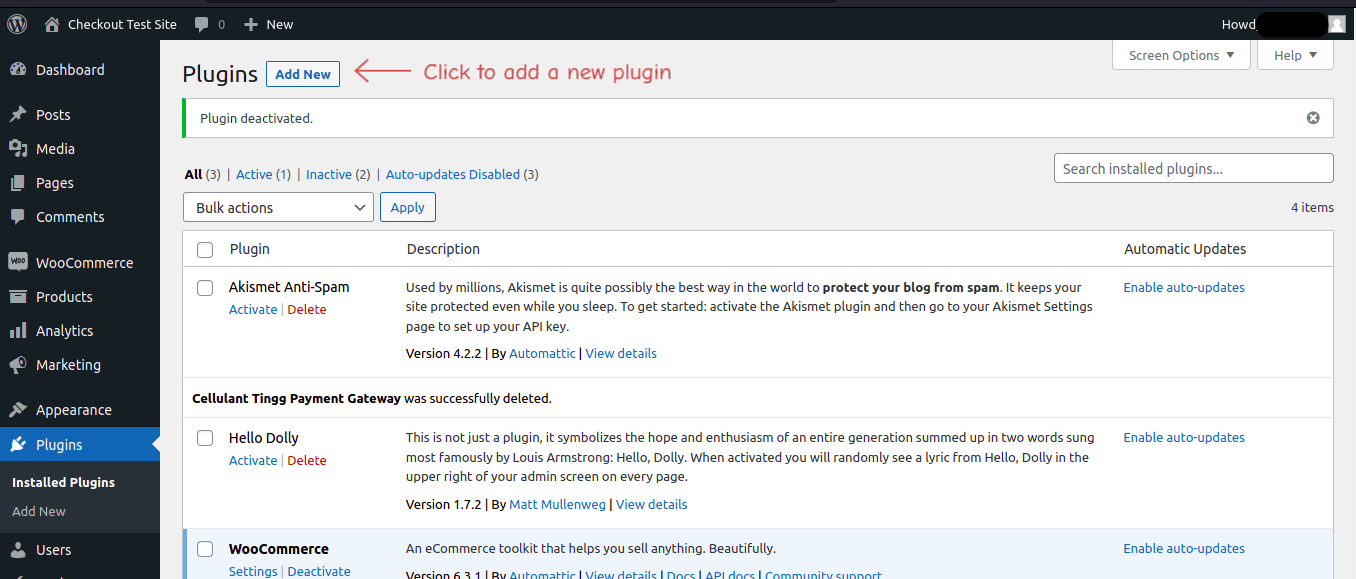 Checkout Test Site 0 New Howd
Dashboard
Posts
Media
Pages
Comments
WooCommerce
Products
Analytics
Marketing
Appearance
Plugins
Installed Plugins
Add New
Users
Plugins Add New Click to add a new plugin
Screen Options Help
Plugin deactivated.
All (3) | Active (1) | Inactive (2) | Auto-updates Disabled (3)
Search installed plugins...
Bulk actions Apply
4 items
Plugin Description Automatic Updates
Akismet Anti-Spam
Activate | Delete
Used by millions, Akismet is quite possibly the best way in the world to protect your blog from spam. It keeps your
site protected even while you sleep. To get started: activate the Akismet plugin and then go to your Akismet Settings
page to set up your API key.
Version 4.2.2 | By Automattic | View details
Enable auto-updates
Cellulant Tingg Payment Gateway was successfully deleted.
Hello Dolly
Activate | Delete
This is not just a plugin, it symbolizes the hope and enthusiasm of an entire generation summed up in two words sung
most famously by Louis Armstrong: Hello, Dolly. When activated you will randomly see a lyric from Hello, Dolly in the
upper right of your admin screen on every page.
Version 1.7.2 | By Matt Mullenweg | View details
Enable auto-updates
WooCommerce
Settings | Deactivate
An eCommerce toolkit that helps you sell anything. Beautifully.
Version 6.3.1 | By Automattic | View details | Docs | API docs | Community support
Enable auto-updates